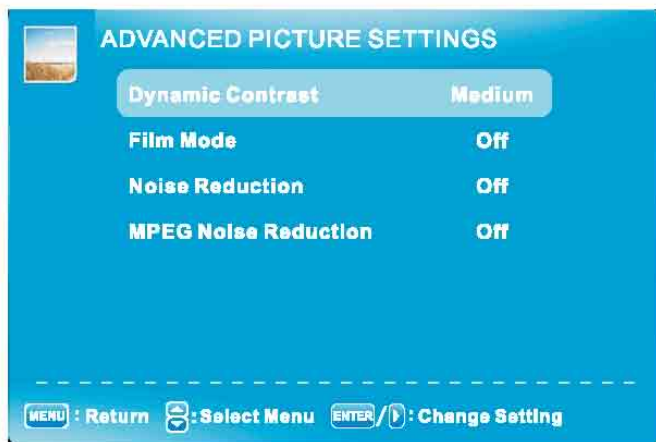 ADVANCED PICTURE SETTINGS
Dynamic Contrast Medium
Film Mode Off
Noise Reduction Off
MPEG Noise Reduction Off
MENU : Return : Select Menu ENTER / : Change Setting